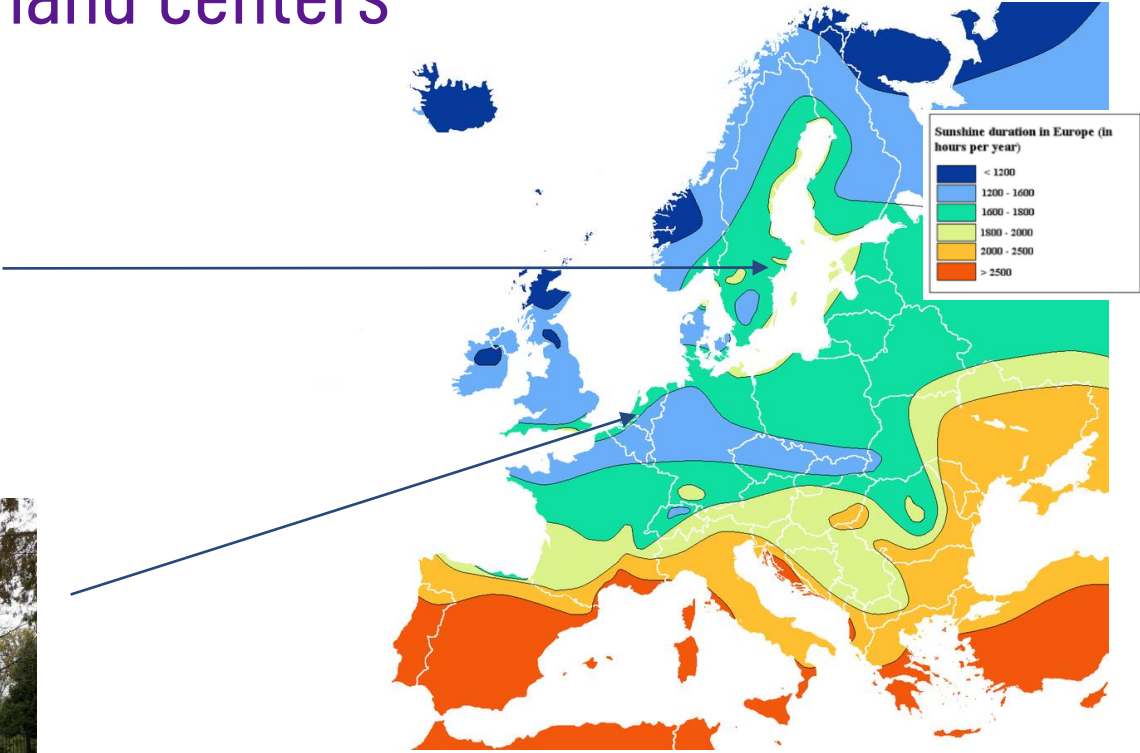 land centers
Sunshine duration in Europe (in
hours per year)
< 1200
1200 - 1600
1600 - 1800
1800 - 2000
2000 - 2500
> 2500